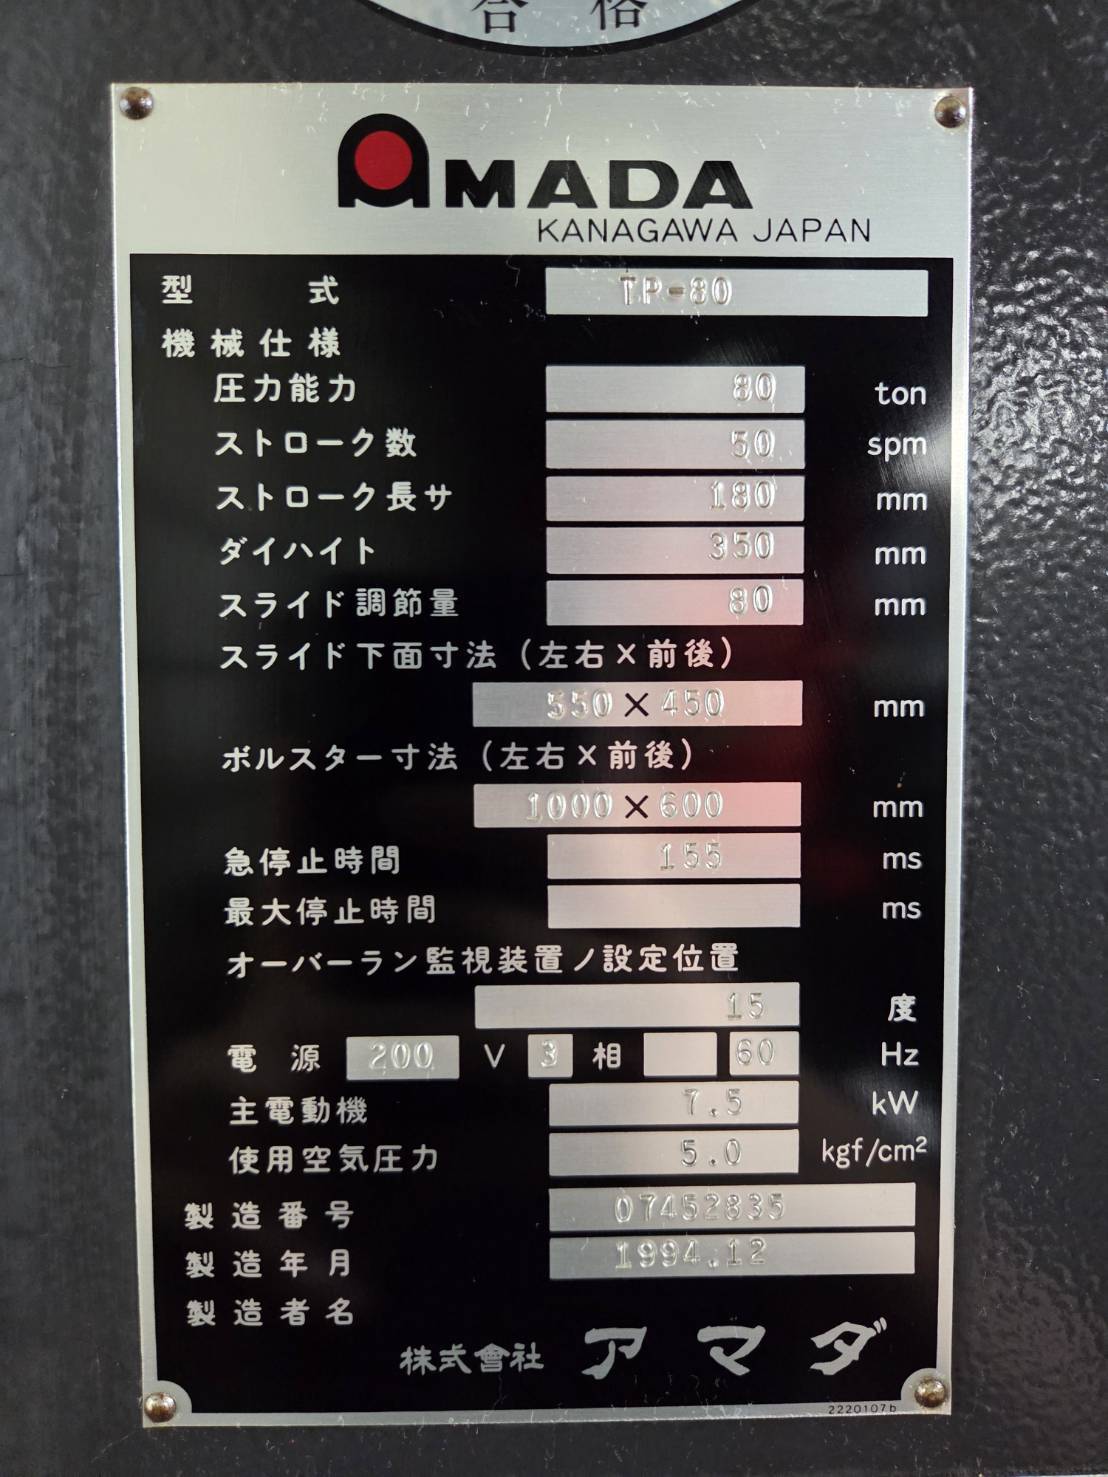 合格
AMADA
KANAGAWA JAPAN
型式 TP-80
機械仕様
圧力能力 80 ton
ストローク数 50 spm
ストローク長サ 180 mm
ダイハイト 350 mm
スライド調節量 80 mm
スライド下面寸法（左右×前後）
550×450 mm
ボルスター寸法（左右×前後）
1000×600 mm
急停止時間 155 ms
最大停止時間 ms
オーバーラン監視装置ノ設定位置
15 度
電源 200 V 3 相 60 Hz
主電動機 7.5 kW
使用空気圧力 5.0 kgf/cm²
製造番号 07452835
製造年月 1994.12
製造者名
株式會社 アマダ
2220107b